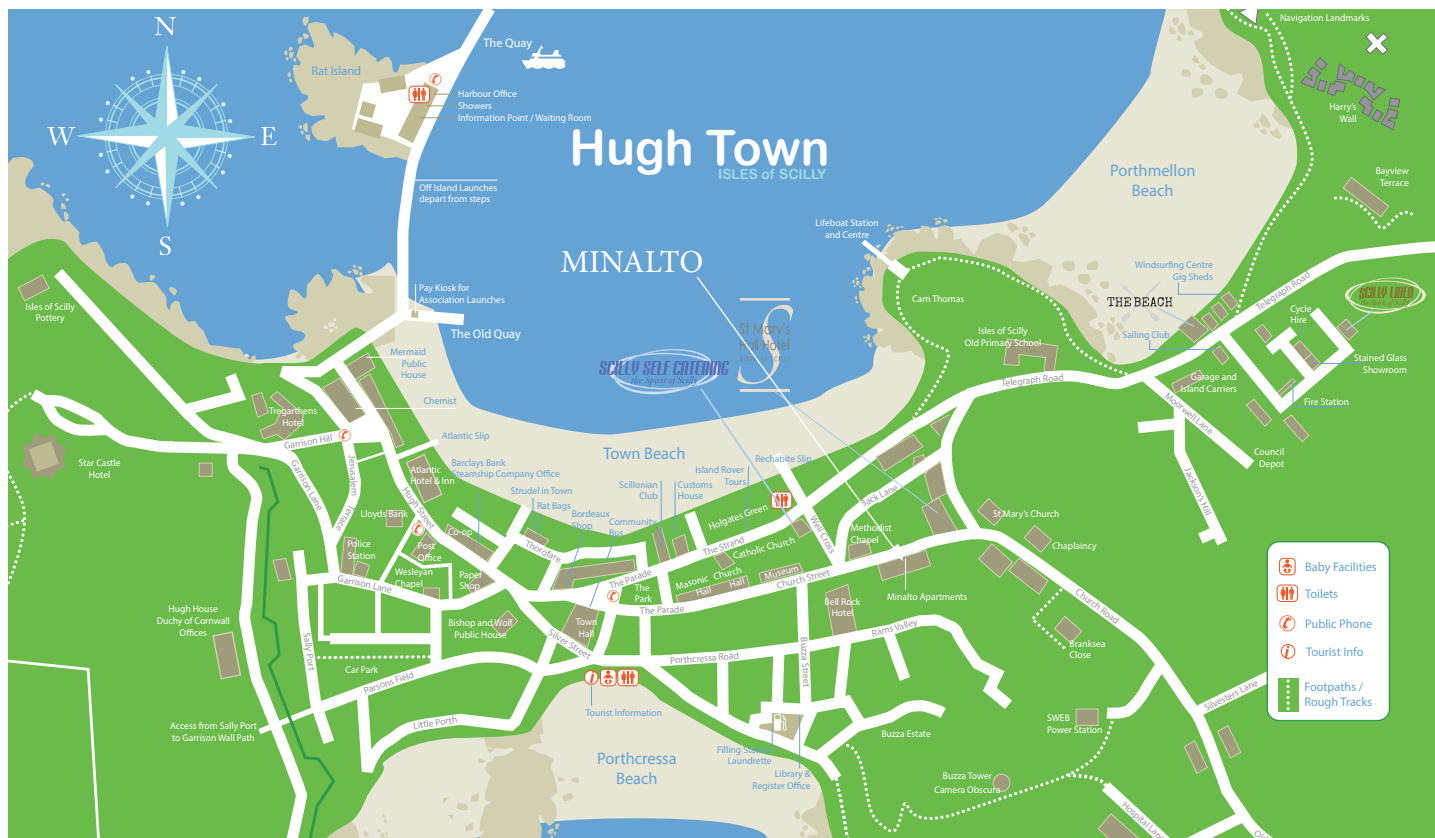 N
W
E
S
Rat Island
The Quay
Harbour Office
Showers
Information Point / Waiting Room
Hugh Town
ISLES of SCILLY
Off Island Launches
depart from steps
Pay Kiosk for
Association Launches
The Old Quay
MINALTO
SCILLY SELF CATERING
the Spirit of Scilly
St Mary's
Hall Hotel
S
Lifeboat Station
and Centre
Carn Thomas
Porthmellon
Beach
Navigation Landmarks
Harry's
Wall
Bayview
Terrace
Windsurfing Centre
Gig Sheds
THE BEACH
Sailing Club
Telegraph Road
SCILLY LINEN
the Spirit of Scilly
Cycle
Hire
Stained Glass
Showroom
Fire Station
Garage and
Island Carriers
Isles of Scilly
Old Primary School
Telegraph Road
Moorwell Lane
Council
Depot
Jackson's Hill
Isles of Scilly
Pottery
Mermaid
Public
House
Chemist
Tregarthens
Hotel
Garrison Hill
Star Castle
Hotel
Garrison Lane
Jerusalem
Terrace
Hugh Street
Atlantic Slip
Atlantic
Hotel & Inn
Barclays Bank
Steamship Company Office
Strudel in Town
Rat Bags
Bordeaux
Shop
Community
Bus
Lloyds Bank
Co-op
Post
Office
Police
Station
Wesleyan
Chapel
Paper
Shop
Thorofare
Garrison Lane
Town Beach
Scillonian
Club
Customs
House
Island Rover
Tours
Rechabite Slip
Holgates Green
The Strand
Catholic Church
Masonic
Hall
Church
Hall
Museum
Church Street
The Parade
The
Park
The Parade
Well Cross
Back Lane
Methodist
Chapel
Minalto Apartments
Bell Rock
Hotel
St Mary's Church
Chaplaincy
Church Road
Branksea
Close
Rams Valley
Buzza Street
Porthcressa Road
Silver Street
Town
Hall
Bishop and Wolf
Public House
Hugh House
Duchy of Cornwall
Offices
Sally Port
Car Park
Parsons Field
Little Porth
Access from Sally Port
to Garrison Wall Path
Tourist Information
Porthcressa
Beach
Filling Station
Laundrette
Library &
Register Office
Buzza Estate
Buzza Tower
Camera Obscura
SWEB
Power Station
Silvesters Lane
Hospital Lane
Baby Facilities
Toilets
Public Phone
Tourist Info
Footpaths /
Rough Tracks